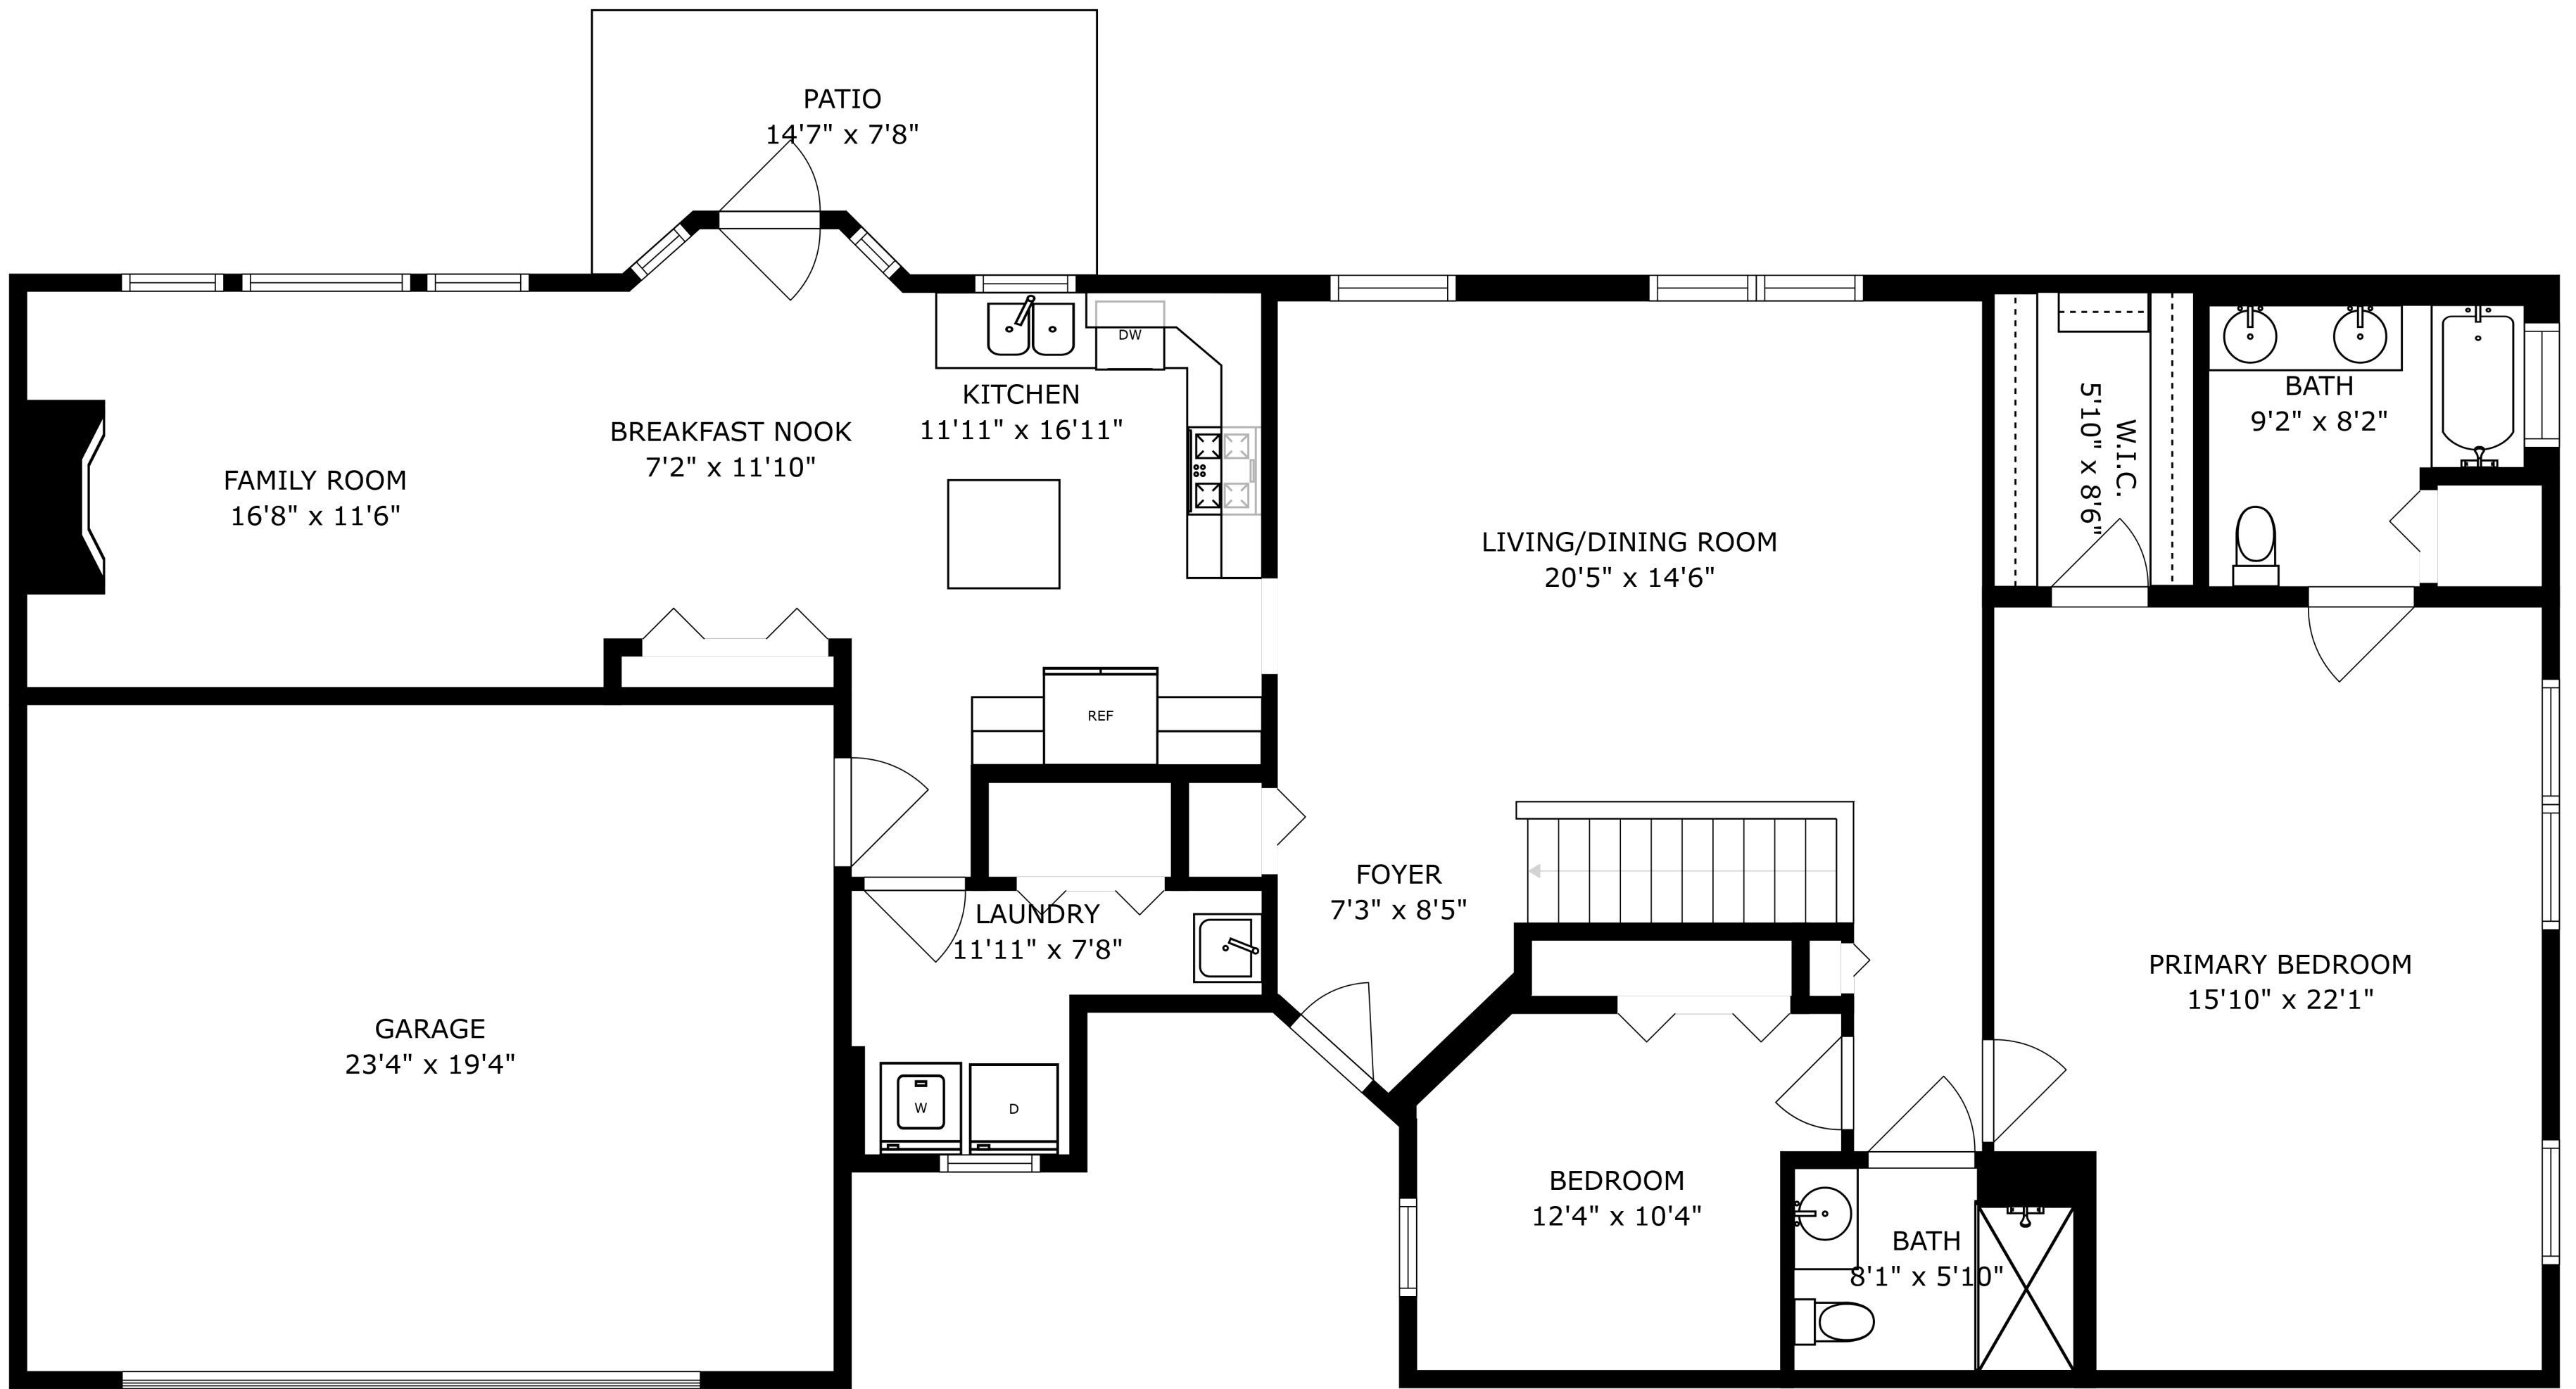 PATIO
14'7" x 7'8"
DW
KITCHEN
11'11" x 16'11"
BREAKFAST NOOK
7'2" x 11'10"
FAMILY ROOM
16'8" x 11'6"
LIVING/DINING ROOM
20'5" x 14'6"
W.I.C.
5'10" x 8'6"
BATH
9'2" x 8'2"
REF
FOYER
7'3" x 8'5"
LAUNDRY
11'11" x 7'8"
PRIMARY BEDROOM
15'10" x 22'1"
GARAGE
23'4" x 19'4"
W
D
BEDROOM
12'4" x 10'4"
BATH
8'1" x 5'10"